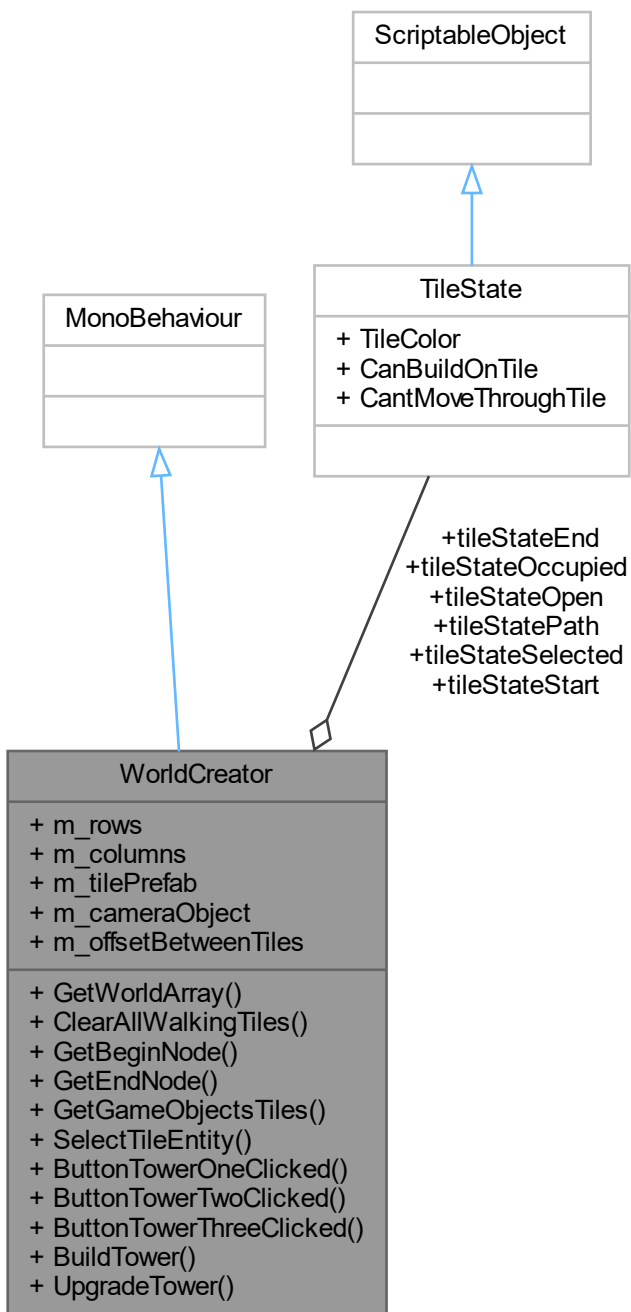 ScriptableObject
TileState
+ TileColor
+ CanBuildOnTile
+ CantMoveThroughTile
MonoBehaviour
+tileStateEnd
+tileStateOccupied
+tileStateOpen
+tileStatePath
+tileStateSelected
+tileStateStart
WorldCreator
+ m_rows
+ m_columns
+ m_tilePrefab
+ m_cameraObject
+ m_offsetBetweenTiles
+ GetWorldArray()
+ ClearAllWalkingTiles()
+ GetBeginNode()
+ GetEndNode()
+ GetGameObjectsTiles()
+ SelectTileEntity()
+ ButtonTowerOneClicked()
+ ButtonTowerTwoClicked()
+ ButtonTowerThreeClicked()
+ BuildTower()
+ UpgradeTower()